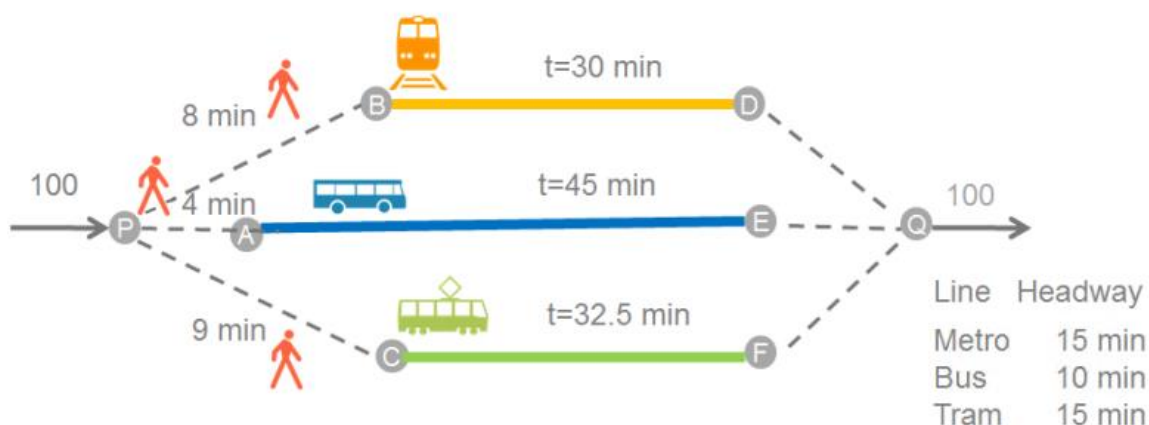 t=30 min
B
D
8 min
100
4 min
t=45 min
100
P
A
E
Q
t=32.5 min
9 min
C
F
Line Headway
Metro 15 min
Bus 10 min
Tram 15 min